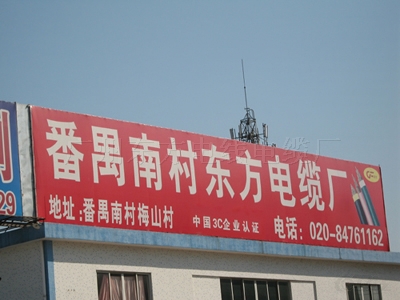 番禺南村东方电缆厂
地址:番禺南村梅山村
中国3C企业认证
电话: 020-84761162
29